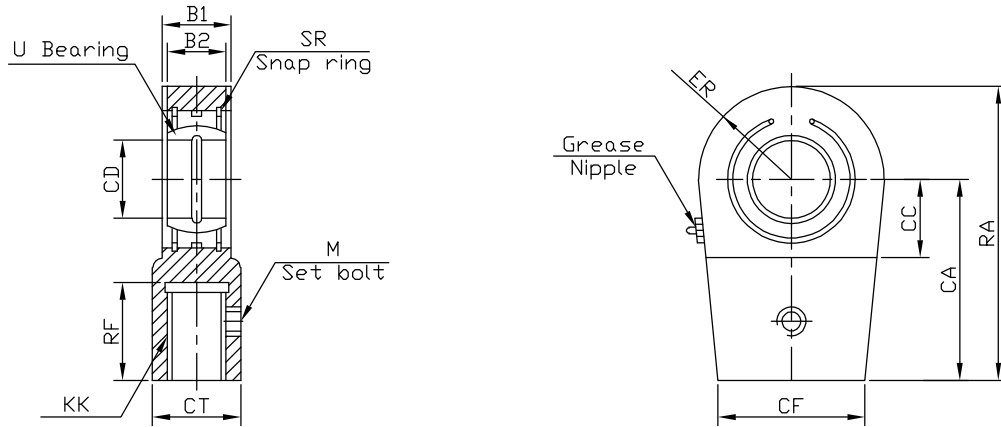 B1
B2
U Bearing
SR
Snap ring
CD
M
Set bolt
RF
KK
CT
ER
Grease
Nipple
CC
CA
RA
CF